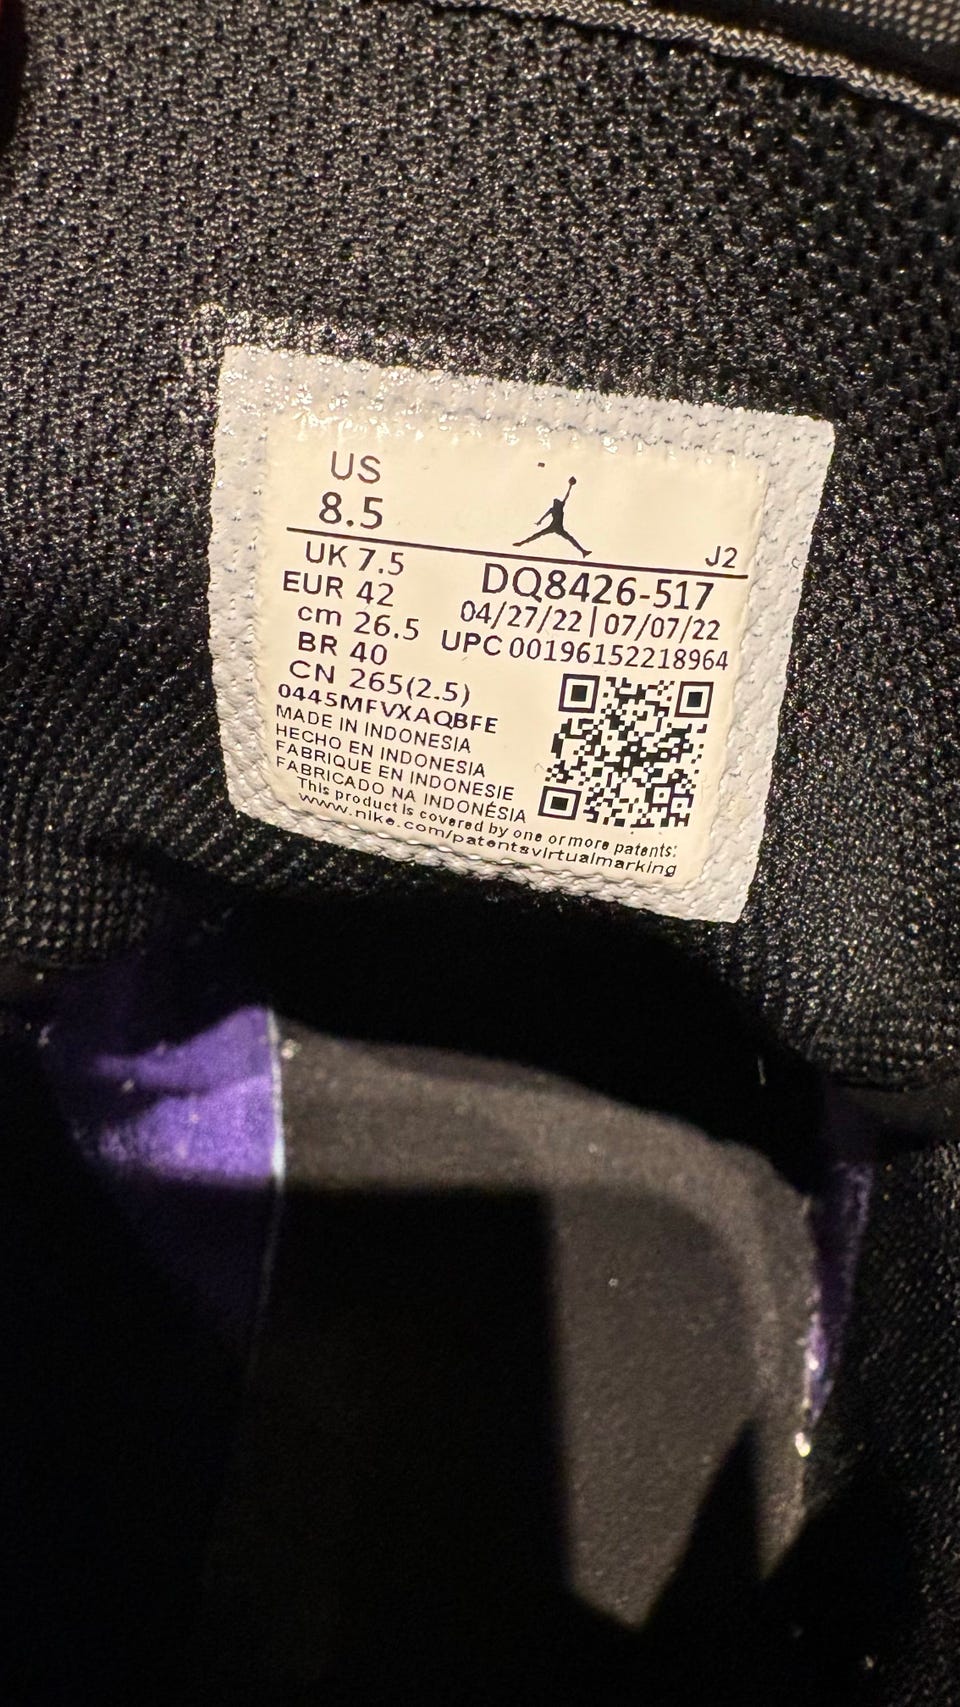 US
8.5
J2
UK 7.5
EUR 42
cm 26.5
BR 40
CN 265(2.5)
DQ8426-517
04/27/22 | 07/07/22
UPC 00196152218964
0445MFVXAQBFE
MADE IN INDONESIA
HECHO EN INDONESIA
FABRIQUE EN INDONESIE
FABRICADO NA INDONÉSIA
This product is covered by one or more patents:
www.nike.com/patentsvirtualmarking